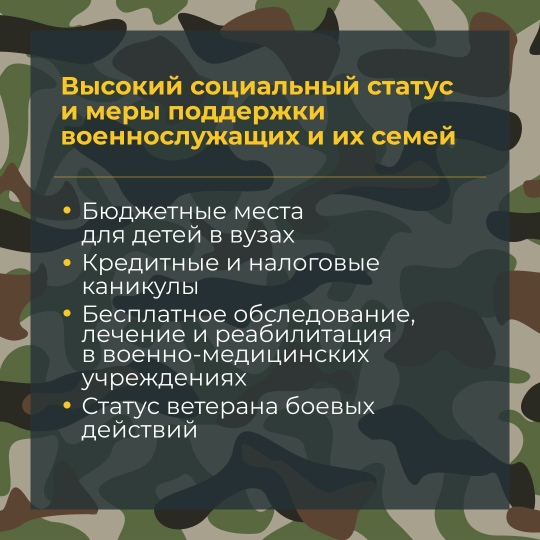 Высокий социальный статус
и меры поддержки
военнослужащих и их семей
• Бюджетные места
для детей в вузах
• Кредитные и налоговые
каникулы
• Бесплатное обследование,
лечение и реабилитация
в военно-медицинских
учреждениях
• Статус ветерана боевых
действий